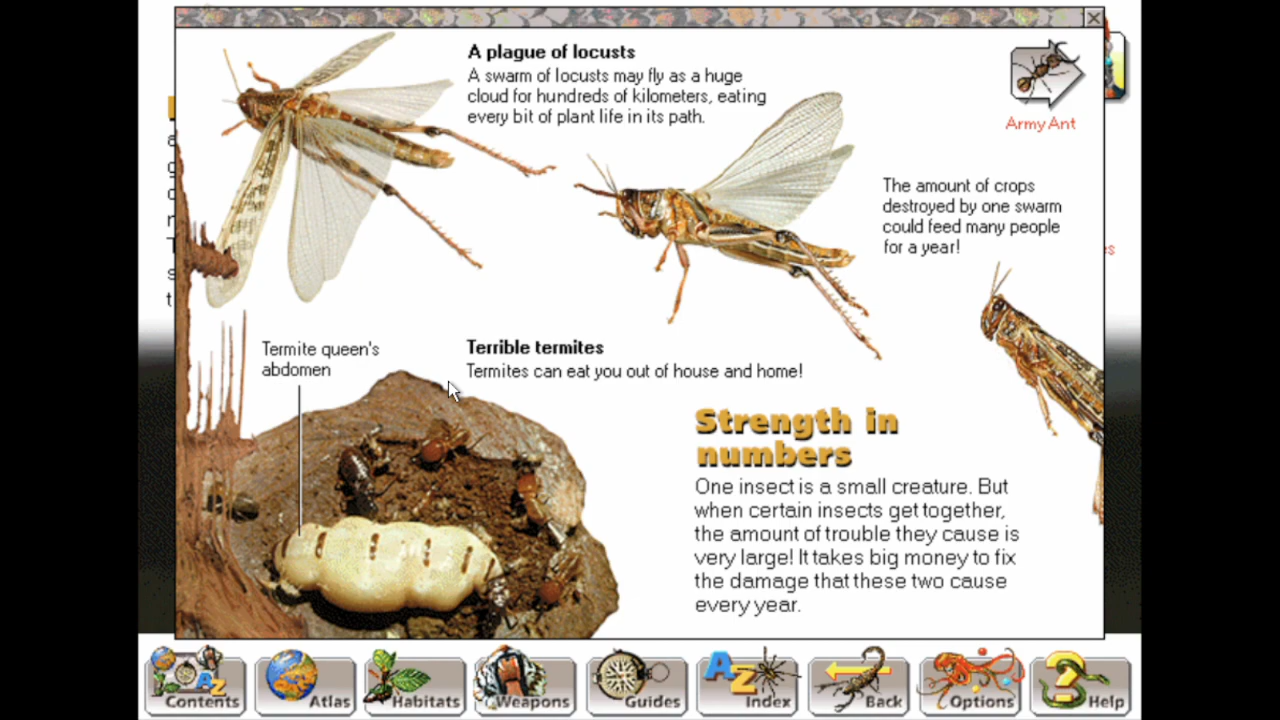 A plague of locusts
A swarm of locusts may fly as a huge
cloud for hundreds of kilometers, eating
every bit of plant life in its path.
Army Ant
The amount of crops
destroyed by one swarm
could feed many people
for a year!
Termite queen's
abdomen
Terrible termites
Termites can eat you out of house and home!
Strength in
numbers
One insect is a small creature. But
when certain insects get together,
the amount of trouble they cause is
very large! It takes big money to fix
the damage that these two cause
every year.
Contents
Atlas
Habitats
Weapons
Guides
AZ
Index
Back
Options
?
Help